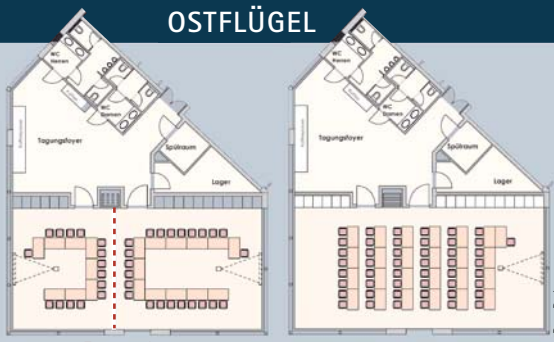 OSTFLÜGEL
WC
Herren
WC
Damen
Tagungsfoyer
Spülraum
Lager
WC
Herren
WC
Damen
Tagungsfoyer
Spülraum
Lager